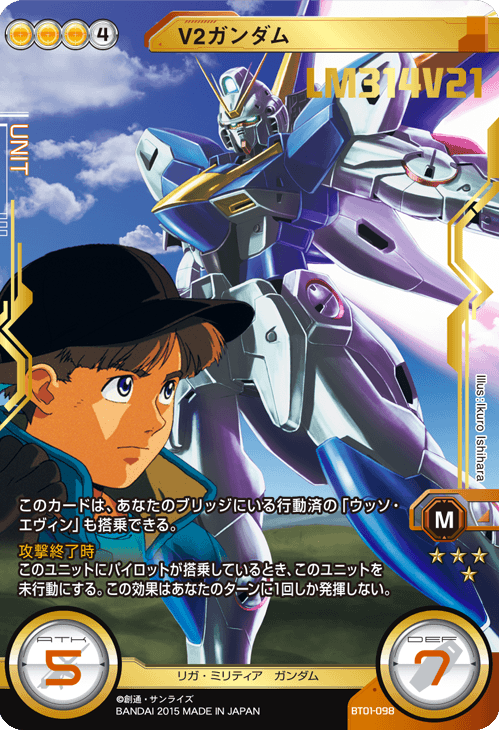 4
V2ガンダム
LM314V21
UNIT
Illus:Ikuro Ishihara
このカードは、あなたのブリッジにいる行動済の「ウッソ・
エヴィン」も搭乗できる。
攻撃終了時
このユニットにパイロットが搭乗しているとき、このユニットを
未行動にする。この効果はあなたのターンに1回しか発揮しない。
M
ATK
5
DEF
7
リガ・ミリティア ガンダム
©創通・サンライズ
BANDAI 2015 MADE IN JAPAN
BT01-098